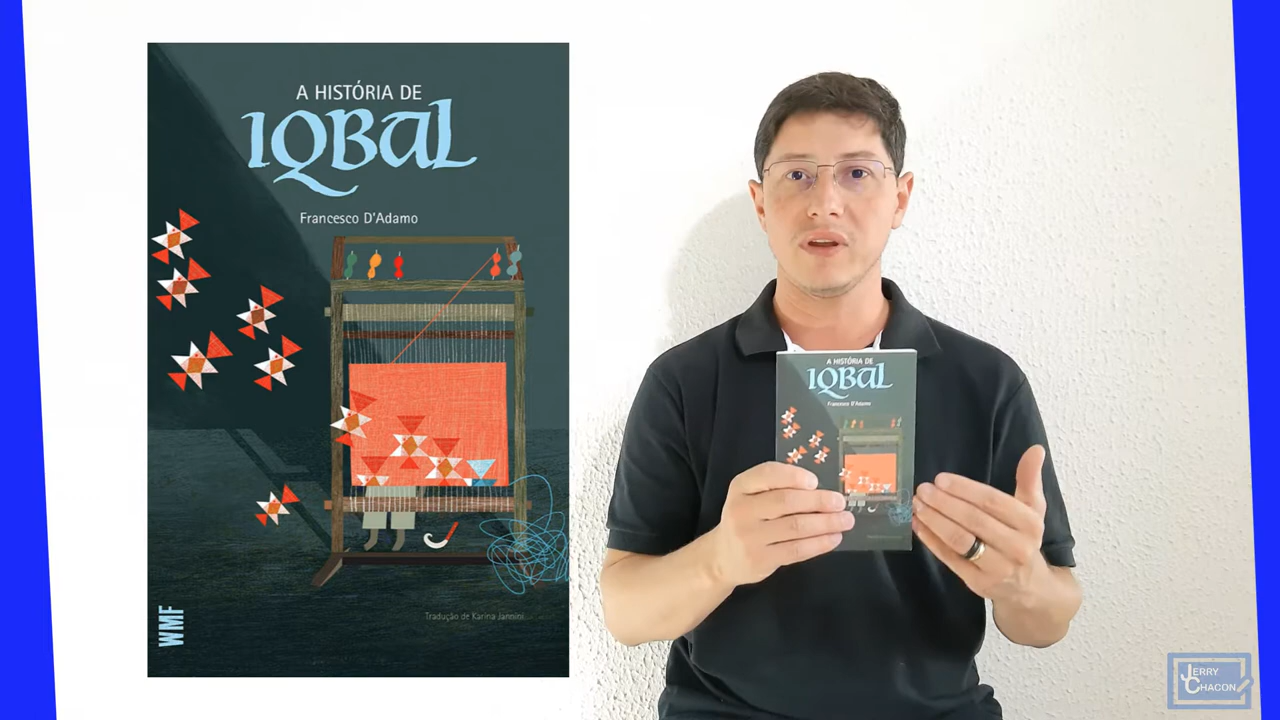 A HISTÓRIA DE
IQBAL
Francesco D'Adamo
Tradução de Karina Jannini
WMF
A HISTÓRIA DE
IQBAL
Francesco D'Adamo
JERRY
CHACON